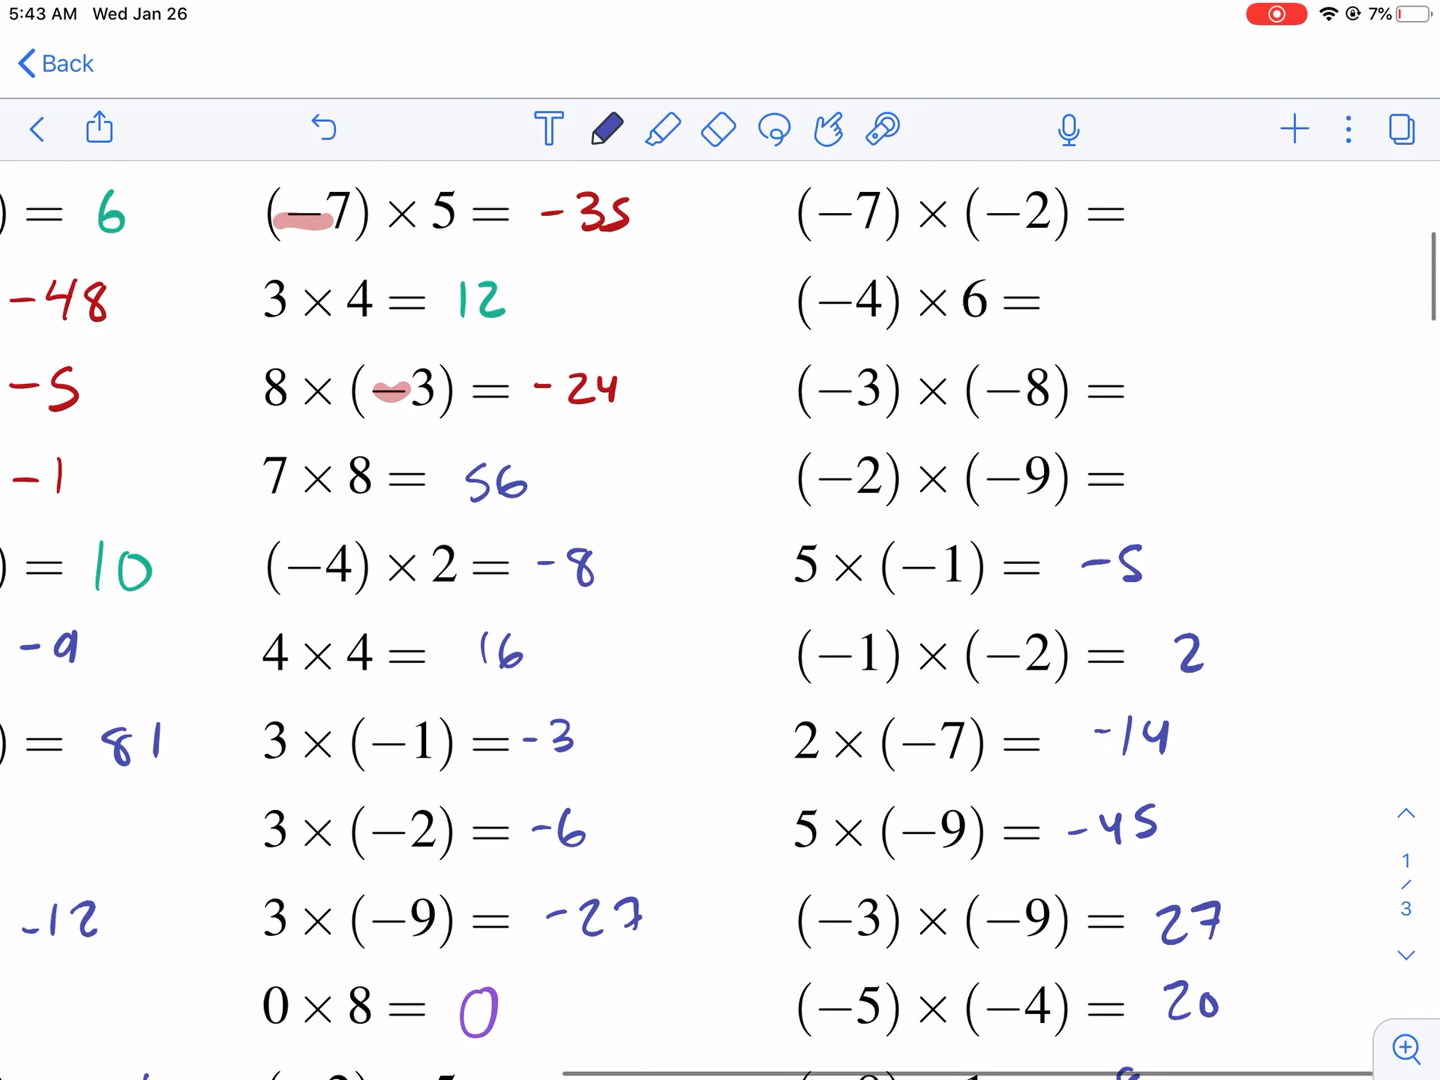 5:43 AM Wed Jan 26 7%
Back
T
) = 6 (−7) × 5 = -35 (−7) × (−2) =
-48 3 × 4 = 12 (−4) × 6 =
-5 8 × (−3) = -24 (−3) × (−8) =
-1 7 × 8 = 56 (−2) × (−9) =
) = 10 (−4) × 2 = -8 5 × (−1) = -5
-9 4 × 4 = 16 (−1) × (−2) = 2
) = 81 3 × (−1) = -3 2 × (−7) = -14
3 × (−2) = -6 5 × (−9) = -45
-12 3 × (−9) = -27 (−3) × (−9) = 27
0 × 8 = 0 (−5) × (−4) = 20
1
/
3